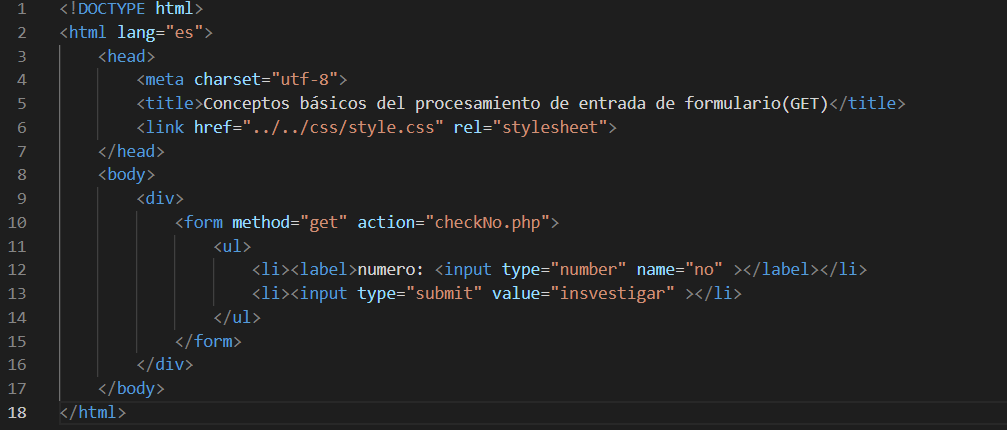 1 <!DOCTYPE html>
2 <html lang="es">
3 <head>
4 <meta charset="utf-8">
5 <title>Conceptos básicos del procesamiento de entrada de formulario(GET)</title>
6 <link href="../../css/style.css" rel="stylesheet">
7 </head>
8 <body>
9 <div>
10 <form method="get" action="checkNo.php">
11 <ul>
12 <li><label>numero: <input type="number" name="no" ></label></li>
13 <li><input type="submit" value="insvestigar" ></li>
14 </ul>
15 </form>
16 </div>
17 </body>
18 </html>